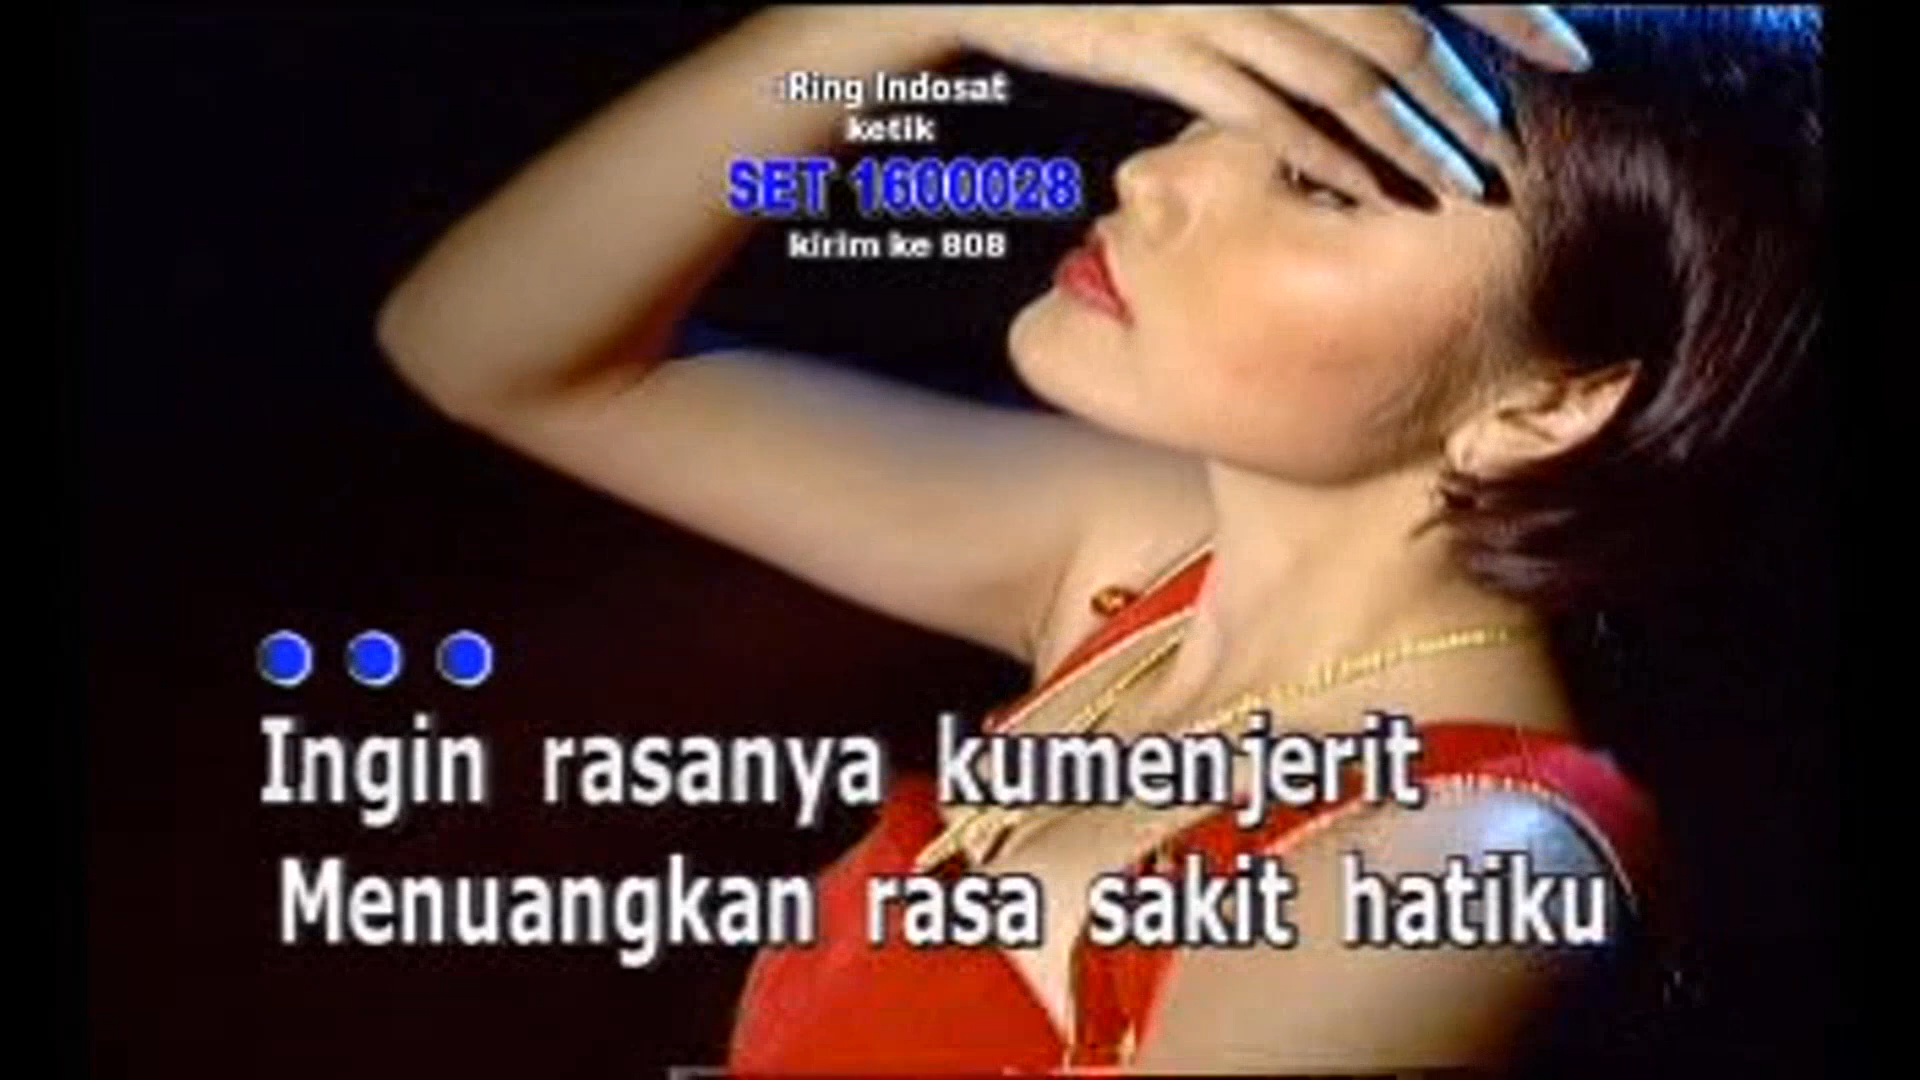 Ring Indosat
ketik
SET 1600028
kirim ke 808
Ingin rasanya kumenjerit
Menuangkan rasa sakit hatiku